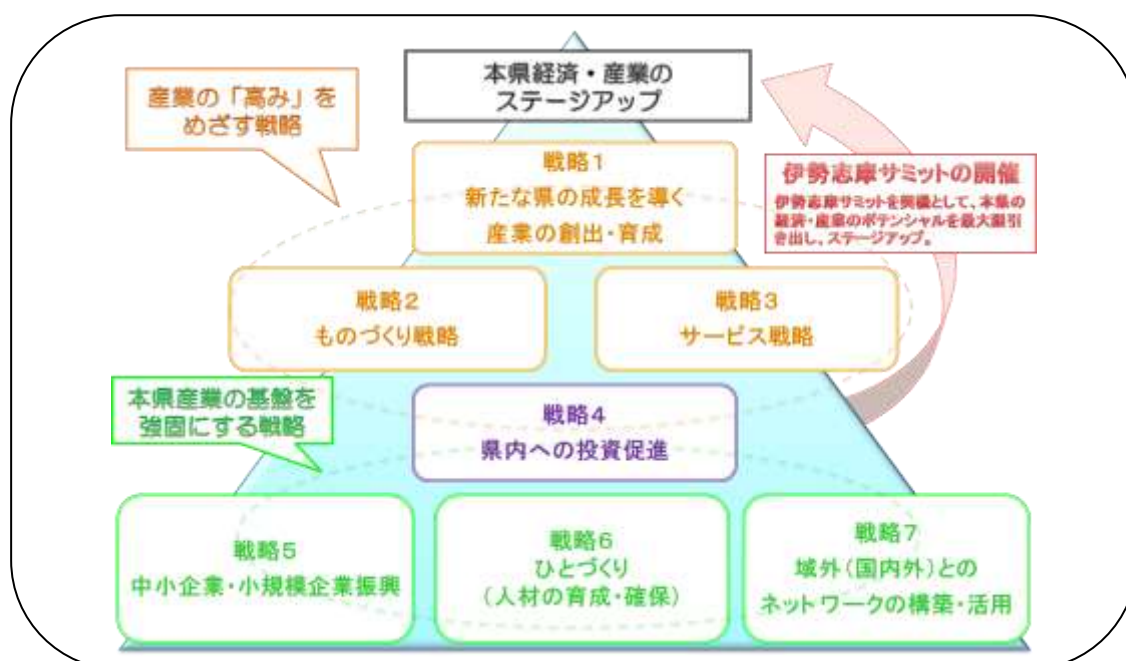 本県経済・産業の
ステージアップ
産業の「高み」を
めざす戦略
戦略1
新たな県の成長を導く
産業の創出・育成
伊勢志摩サミットの開催
伊勢志摩サミットを契機として、本県の
経済・産業のポテンシャルを最大限引
き出し、ステージアップ。
戦略2
ものづくり戦略
戦略3
サービス戦略
本県産業の基盤を
強固にする戦略
戦略4
県内への投資促進
戦略5
中小企業・小規模企業振興
戦略6
ひとづくり
(人材の育成・確保)
戦略7
域外(国内外)との
ネットワークの構築・活用